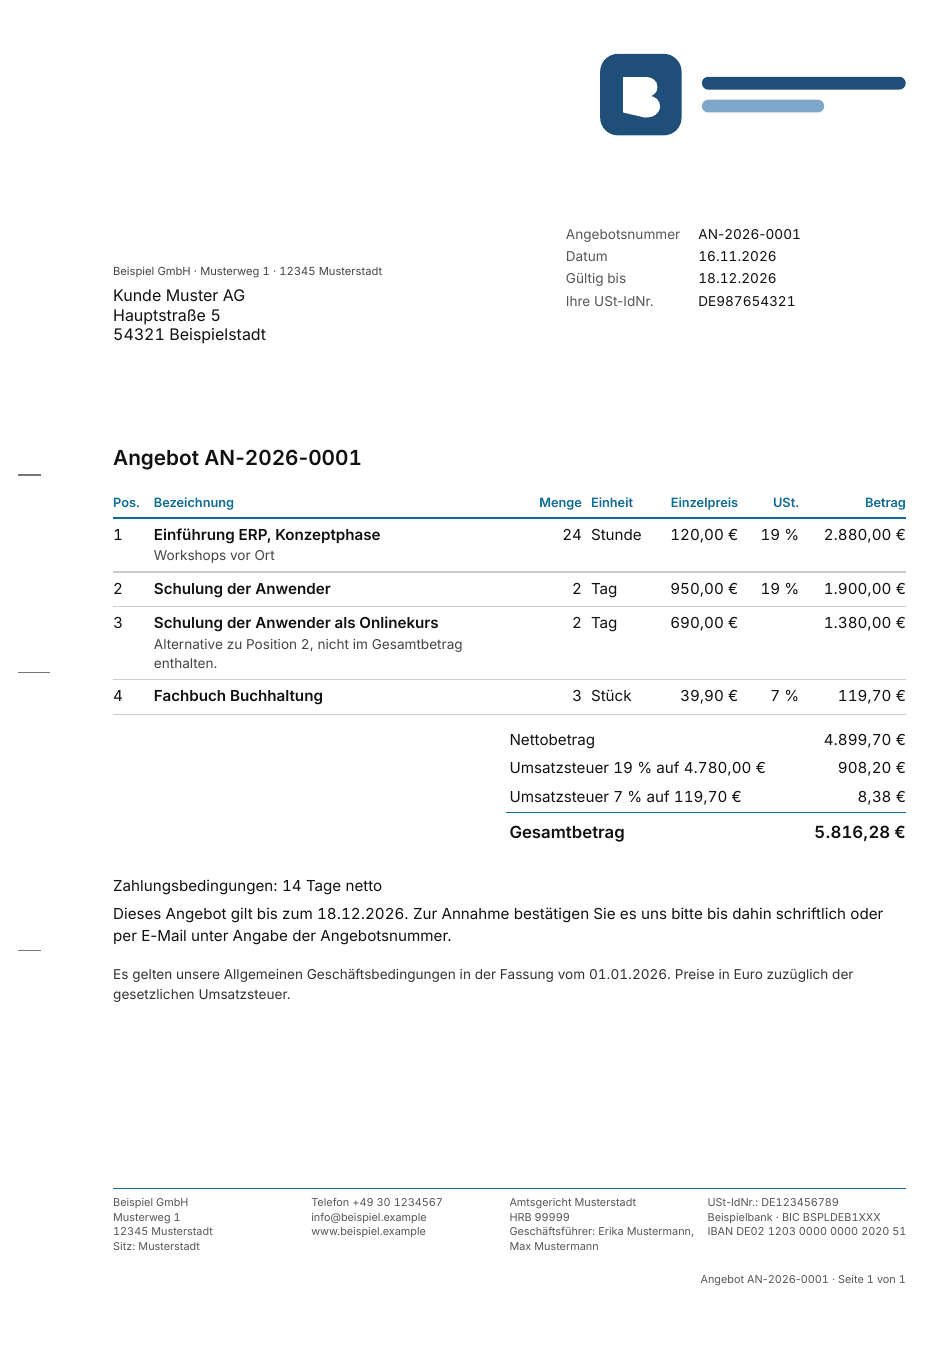 B
Angebotsnummer AN-2026-0001
Datum 16.11.2026
Gültig bis 18.12.2026
Ihre USt-IdNr. DE987654321
Beispiel GmbH · Musterweg 1 · 12345 Musterstadt
Kunde Muster AG
Hauptstraße 5
54321 Beispielstadt
Angebot AN-2026-0001
Pos. Bezeichnung Menge Einheit Einzelpreis USt. Betrag
1 Einführung ERP, Konzeptphase 24 Stunde 120,00 € 19 % 2.880,00 €
Workshops vor Ort
2 Schulung der Anwender 2 Tag 950,00 € 19 % 1.900,00 €
3 Schulung der Anwender als Onlinekurs 2 Tag 690,00 € 1.380,00 €
Alternative zu Position 2, nicht im Gesamtbetrag
enthalten.
4 Fachbuch Buchhaltung 3 Stück 39,90 € 7 % 119,70 €
Nettobetrag 4.899,70 €
Umsatzsteuer 19 % auf 4.780,00 € 908,20 €
Umsatzsteuer 7 % auf 119,70 € 8,38 €
Gesamtbetrag 5.816,28 €
Zahlungsbedingungen: 14 Tage netto
Dieses Angebot gilt bis zum 18.12.2026. Zur Annahme bestätigen Sie es uns bitte bis dahin schriftlich oder
per E-Mail unter Angabe der Angebotsnummer.
Es gelten unsere Allgemeinen Geschäftsbedingungen in der Fassung vom 01.01.2026. Preise in Euro zuzüglich der
gesetzlichen Umsatzsteuer.
Beispiel GmbH
Musterweg 1
12345 Musterstadt
Sitz: Musterstadt
Telefon +49 30 1234567
info@beispiel.example
www.beispiel.example
Amtsgericht Musterstadt
HRB 99999
Geschäftsführer: Erika Mustermann,
Max Mustermann
USt-IdNr.: DE123456789
Beispielbank · BIC BSPLDEB1XXX
IBAN DE02 1203 0000 0000 2020 51
Angebot AN-2026-0001 · Seite 1 von 1